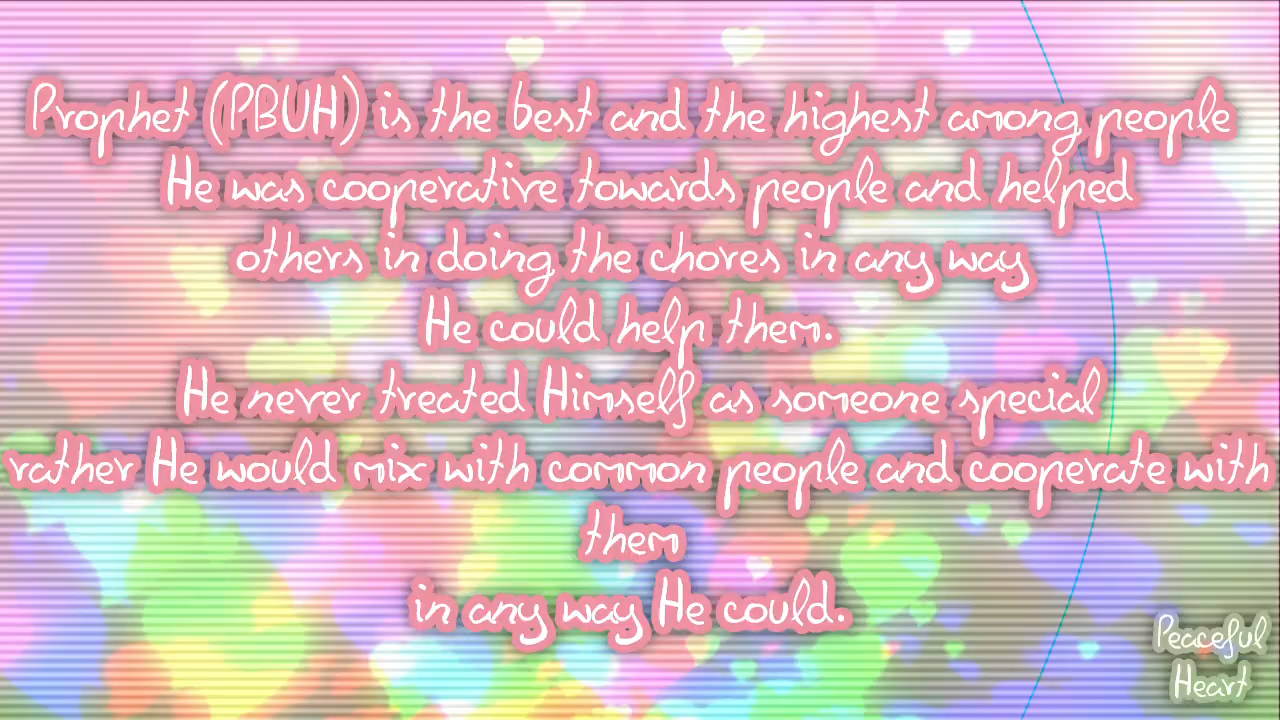 Prophet (PBUH) is the best and the highest among people
He was cooperative towards people and helped
others in doing the chores in any way
He could help them.
He never treated Himself as someone special
rather He would mix with common people and cooperate with
them
in any way He could.
Peaceful
Heart